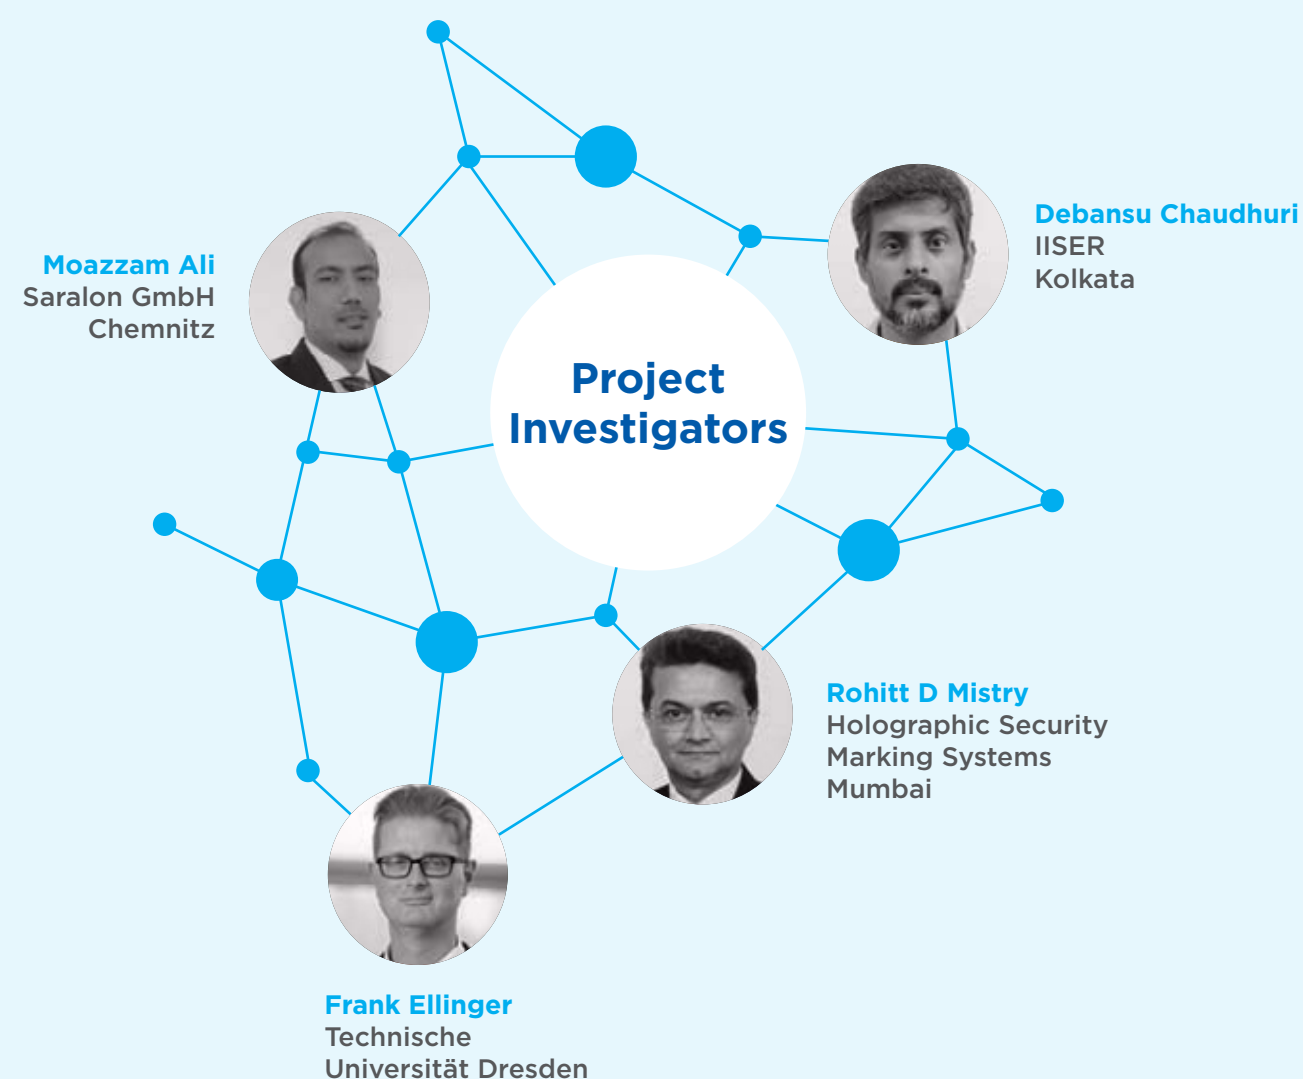 Debansu Chaudhuri
IISER
Kolkata
Moazzam Ali
Saralon GmbH
Chemnitz
Project
Investigators
Rohitt D Mistry
Holographic Security
Marking Systems
Mumbai
Frank Ellinger
Technische
Universität Dresden